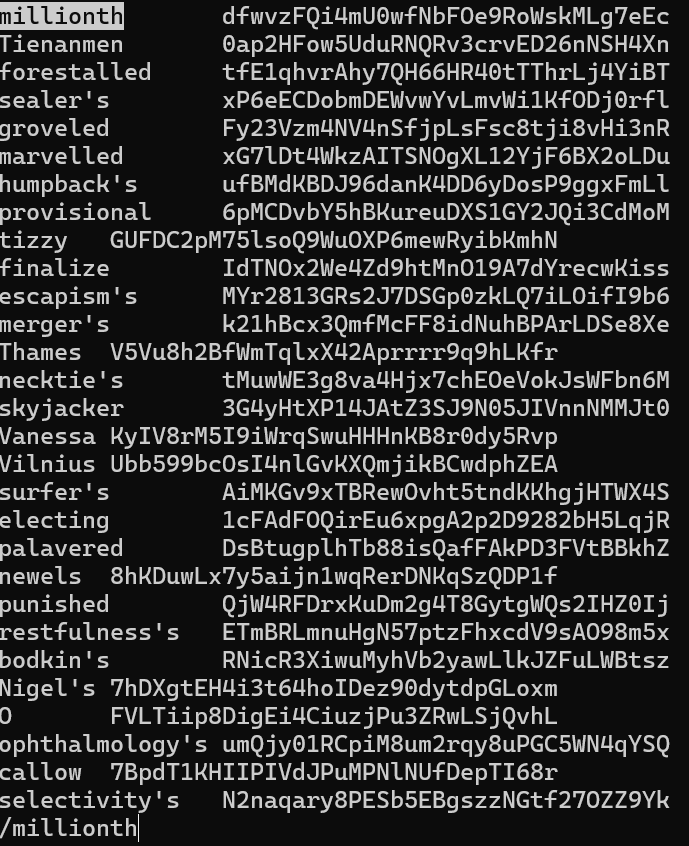 millionth dfwvzFQi4mU0wfNbFOe9RoWskMLg7eEc
Tienanmen 0ap2HFow5UduRNQRv3crvED26nNSH4Xn
forestalled tfE1qhvrAhy7QH66HR40tTThrLj4YiBT
sealer's xP6eECDobmDEWvwYvLmvWi1KfODj0rfl
groveled Fy23Vzm4NV4nSfjpLsFsc8tji8vHi3nR
marvelled xG7lDt4WkzAITSNOgXL12YjF6BX2oLDu
humpback's ufBMdKBDJ96danK4DD6yDosP9ggxFmLl
provisional 6pMCDvbY5hBKureuDXS1GY2JQi3CdMoM
tizzy GUFDC2pM75lsoQ9WuOXP6mewRyibKmhN
finalize IdTNOx2We4Zd9htMnO19A7dYrecwKiss
escapism's MYr2813GRs2J7DSGp0zkLQ7iLOifI9b6
merger's k21hBcx3QmfMcFF8idNuhBPArLDSe8Xe
Thames V5Vu8h2BfWmTqlxX42Aprrrr9q9hLKfr
necktie's tMuwWE3g8va4Hjx7chEOeVokJsWFbn6M
skyjacker 3G4yHtXP14JAtZ3SJ9N05JIVnnNMMJt0
Vanessa KyIV8rM5I9iWrqSwuHHHnKB8r0dy5Rvp
Vilnius Ubb599bcOsI4nlGvKXQmjikBCwdphZEA
surfer's AiMKGv9xTBRewOvht5tndKKhgjHTWX4S
electing 1cFAdFOQirEu6xpgA2p2D9282bH5LqjR
palavered DsBtugplhTb88isQafFAkPD3FVtBBkhZ
newels 8hKDuwLx7y5aijn1wqRerDNKqSzQDP1f
punished QjW4RFDrxKuDm2g4T8GytgWQs2IHZ0Ij
restfulness's ETmBRLmnuHgN57ptzFhxcdV9sAO98m5x
bodkin's RNicR3XiwuMyhVb2yawLlkJZFuLWBtsz
Nigel's 7hDXgtEH4i3t64hoIDez90dytdpGLoxm
O FVLTiip8DigEi4CiuzjPu3ZRwLSjQvhL
ophthalmology's umQjy01RCpiM8um2rqy8uPGC5WN4qYSQ
callow 7BpdT1KHIIPIVdJPuMPNlNUfDepTI68r
selectivity's N2naqary8PESb5EBgszzNGtf27OZZ9Yk
/millionth